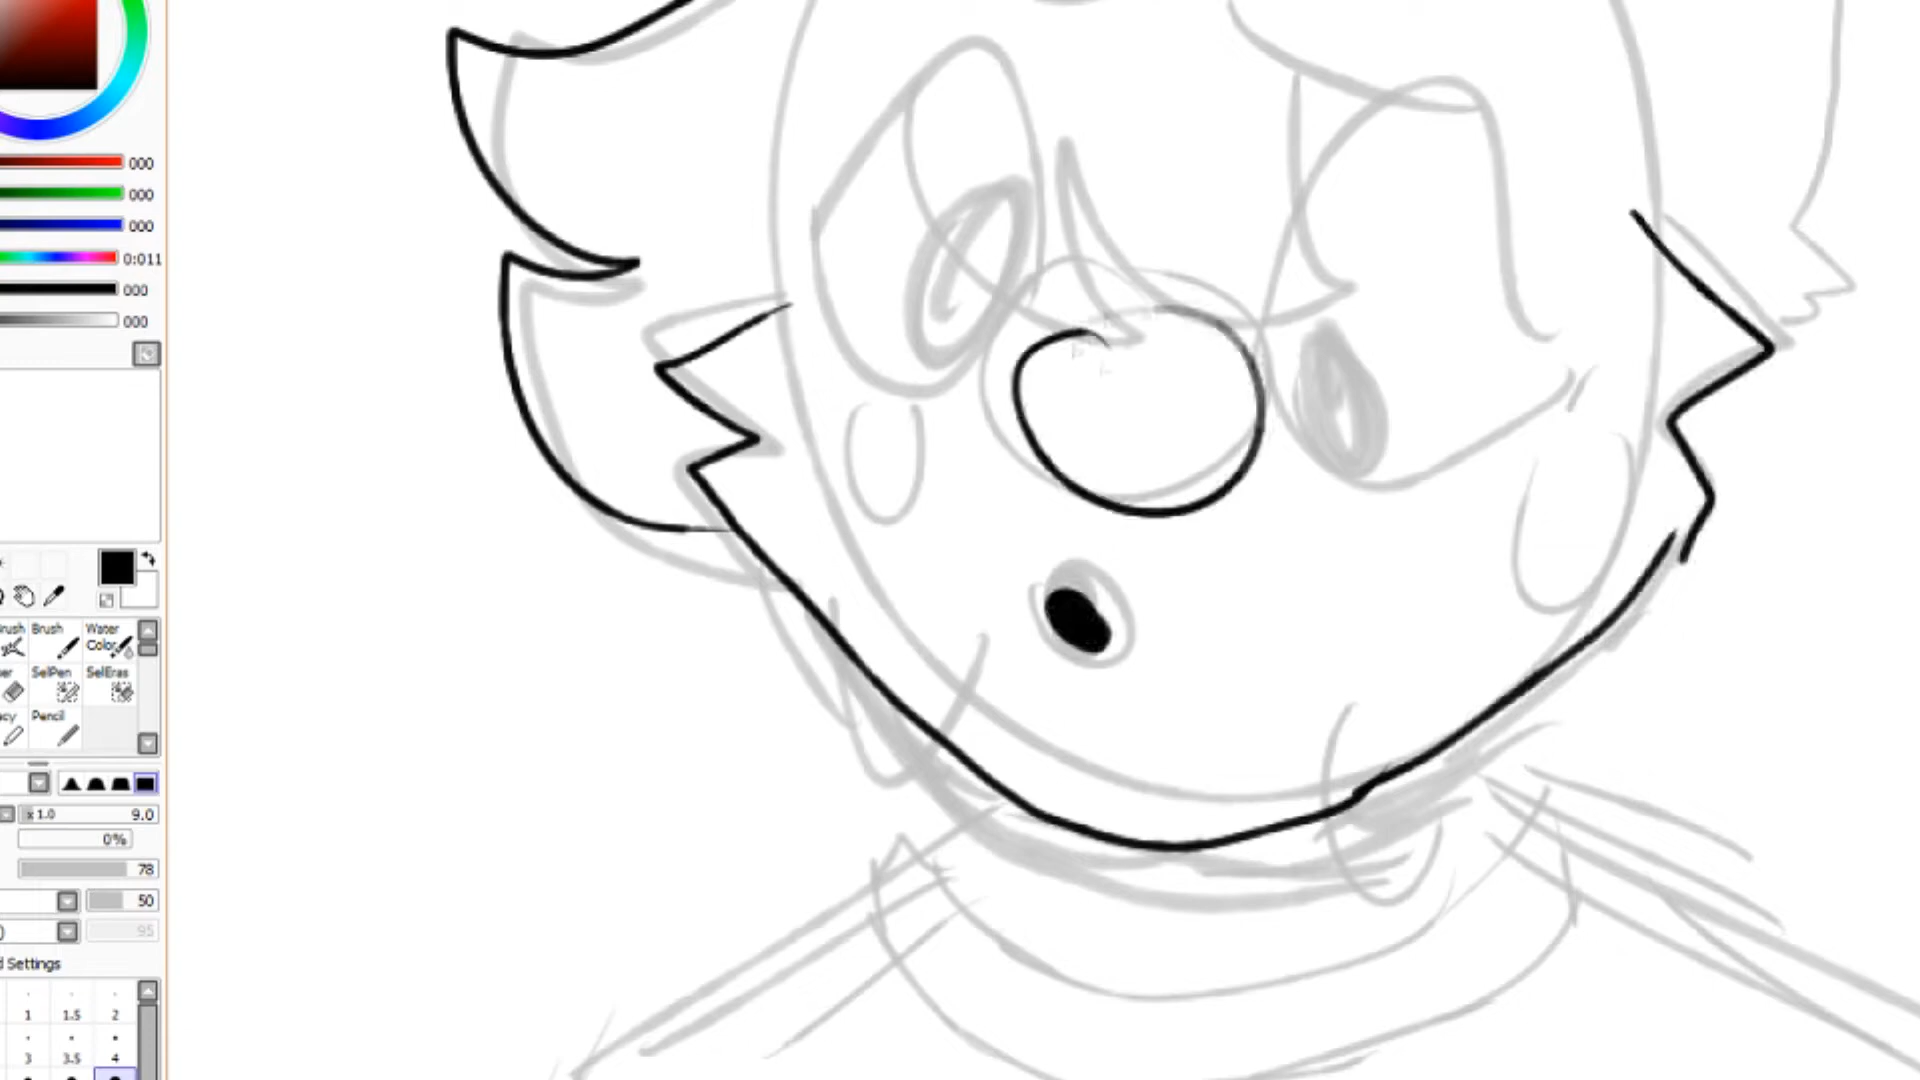 000
000
000
0:011
000
000
rush Brush Water
Color
er SelPen SelEras
cy Pencil
x 1.0 9.0
0%
78
50
95
d Settings
1 1.5 2
3 3.5 4